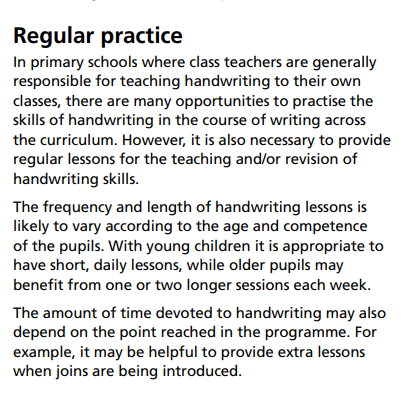 Regular practice
In primary schools where class teachers are generally
responsible for teaching handwriting to their own
classes, there are many opportunities to practise the
skills of handwriting in the course of writing across
the curriculum. However, it is also necessary to provide
regular lessons for the teaching and/or revision of
handwriting skills.
The frequency and length of handwriting lessons is
likely to vary according to the age and competence
of the pupils. With young children it is appropriate to
have short, daily lessons, while older pupils may
benefit from one or two longer sessions each week.
The amount of time devoted to handwriting may also
depend on the point reached in the programme. For
example, it may be helpful to provide extra lessons
when joins are being introduced.